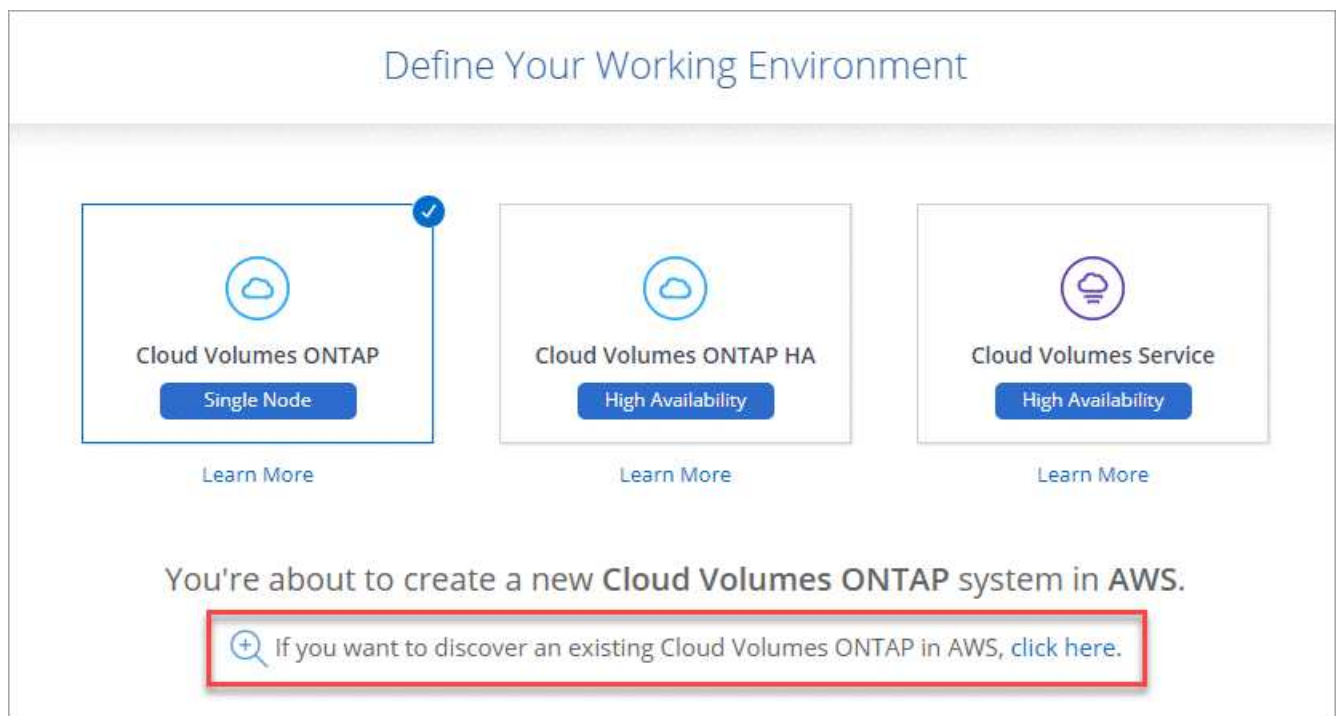 Define Your Working Environment
Cloud Volumes ONTAP
Single Node
Learn More
Cloud Volumes ONTAP HA
High Availability
Learn More
Cloud Volumes Service
High Availability
Learn More
You're about to create a new Cloud Volumes ONTAP system in AWS.
If you want to discover an existing Cloud Volumes ONTAP in AWS, click here.